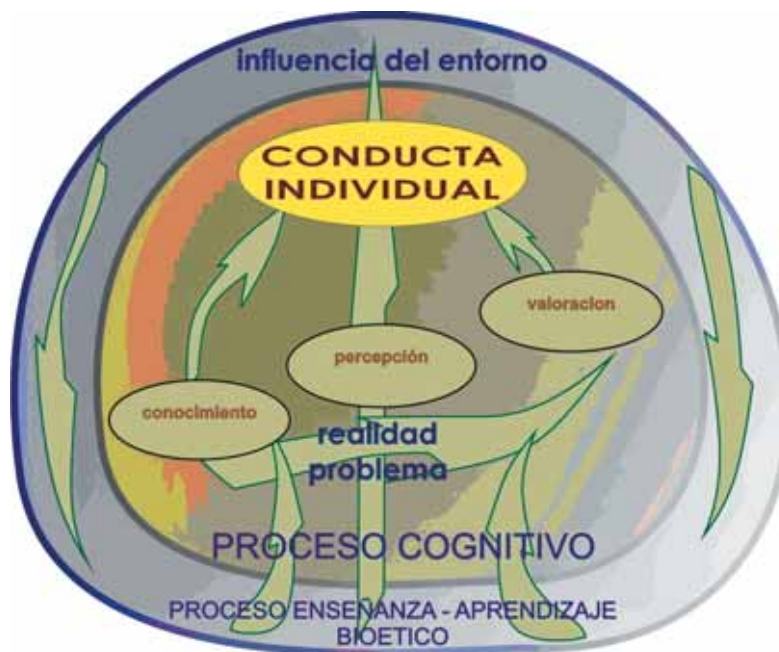 influencia del entorno
CONDUCTA
INDIVIDUAL
valoracion
percepción
conocimiento
realidad
problema
PROCESO COGNITIVO
PROCESO ENSEÑANZA - APRENDIZAJE
BIOETICO